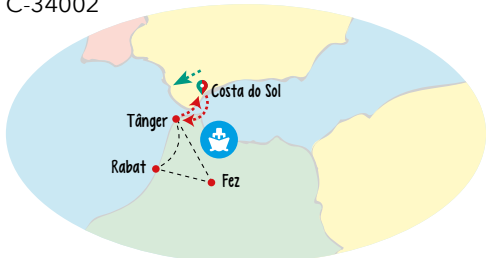 C-34002
Costa do Sol
Tânger
Rabat
Fez